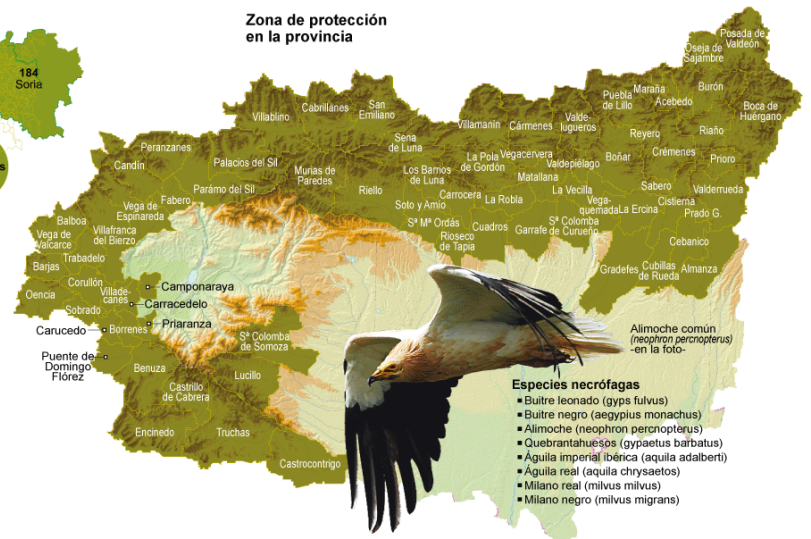 Zona de protección
en la provincia
184
Soria
Posada de
Valdeón
Oseja de
Sajambre
Burón
Maraña
Acebedo
Puebla
de Lillo
Boca de
Huérgano
San
Emiliano
Cabrillanes
Villablino
Valde-
lugueros
Villamanín
Cármenes
Riaño
Reyero
Sena
de Luna
Peranzanes
Crémenes
Prioro
Boñar
La Pola
de Gordón
Vegacervera
Valdepiélago
Candín
Palacios del Sil
Murias de
Paredes
Los Barrios
de Luna
Matallana
Riello
Parámo del Sil
Fabero
Carrocera
La Robla
La Vecilla
Sabero
Valderrueda
Cistierna
Vega-
quemada
La Ercina
Prado G.
Vega de
Espinareda
Soto y Amío
Balboa
Sª Mª Ordás
Cuadros
Sª Colomba
de Curueño
Garrafe
Vega de
Valcarce
Villafranca
del Bierzo
Rioseco
de Tapia
Cebanico
Trabadelo
Barjas
Gradefes
Cubillas
de Rueda
Almanza
Corullón
Camponaraya
Oencia
Villade-
canes
Carracedelo
Sobrado
Priaranza
Carucedo
Borrenes
Sª Colomba
de Somoza
Puente de
Domingo
Flórez
Benuza
Lucillo
Castrillo
de Cabrera
Encinedo
Truchas
Castrocontrigo
Alimoche común
(neophron percnopterus)
-en la foto-
Especies necrófagas
Buitre leonado (gyps fulvus)
Buitre negro (aegypius monachus)
Alimoche (neophron percnopterus)
Quebrantahuesos (gypaetus barbatus)
Águila imperial ibérica (aquila adalberti)
Águila real (aquila chrysaetos)
Milano real (milvus milvus)
Milano negro (milvus migrans)